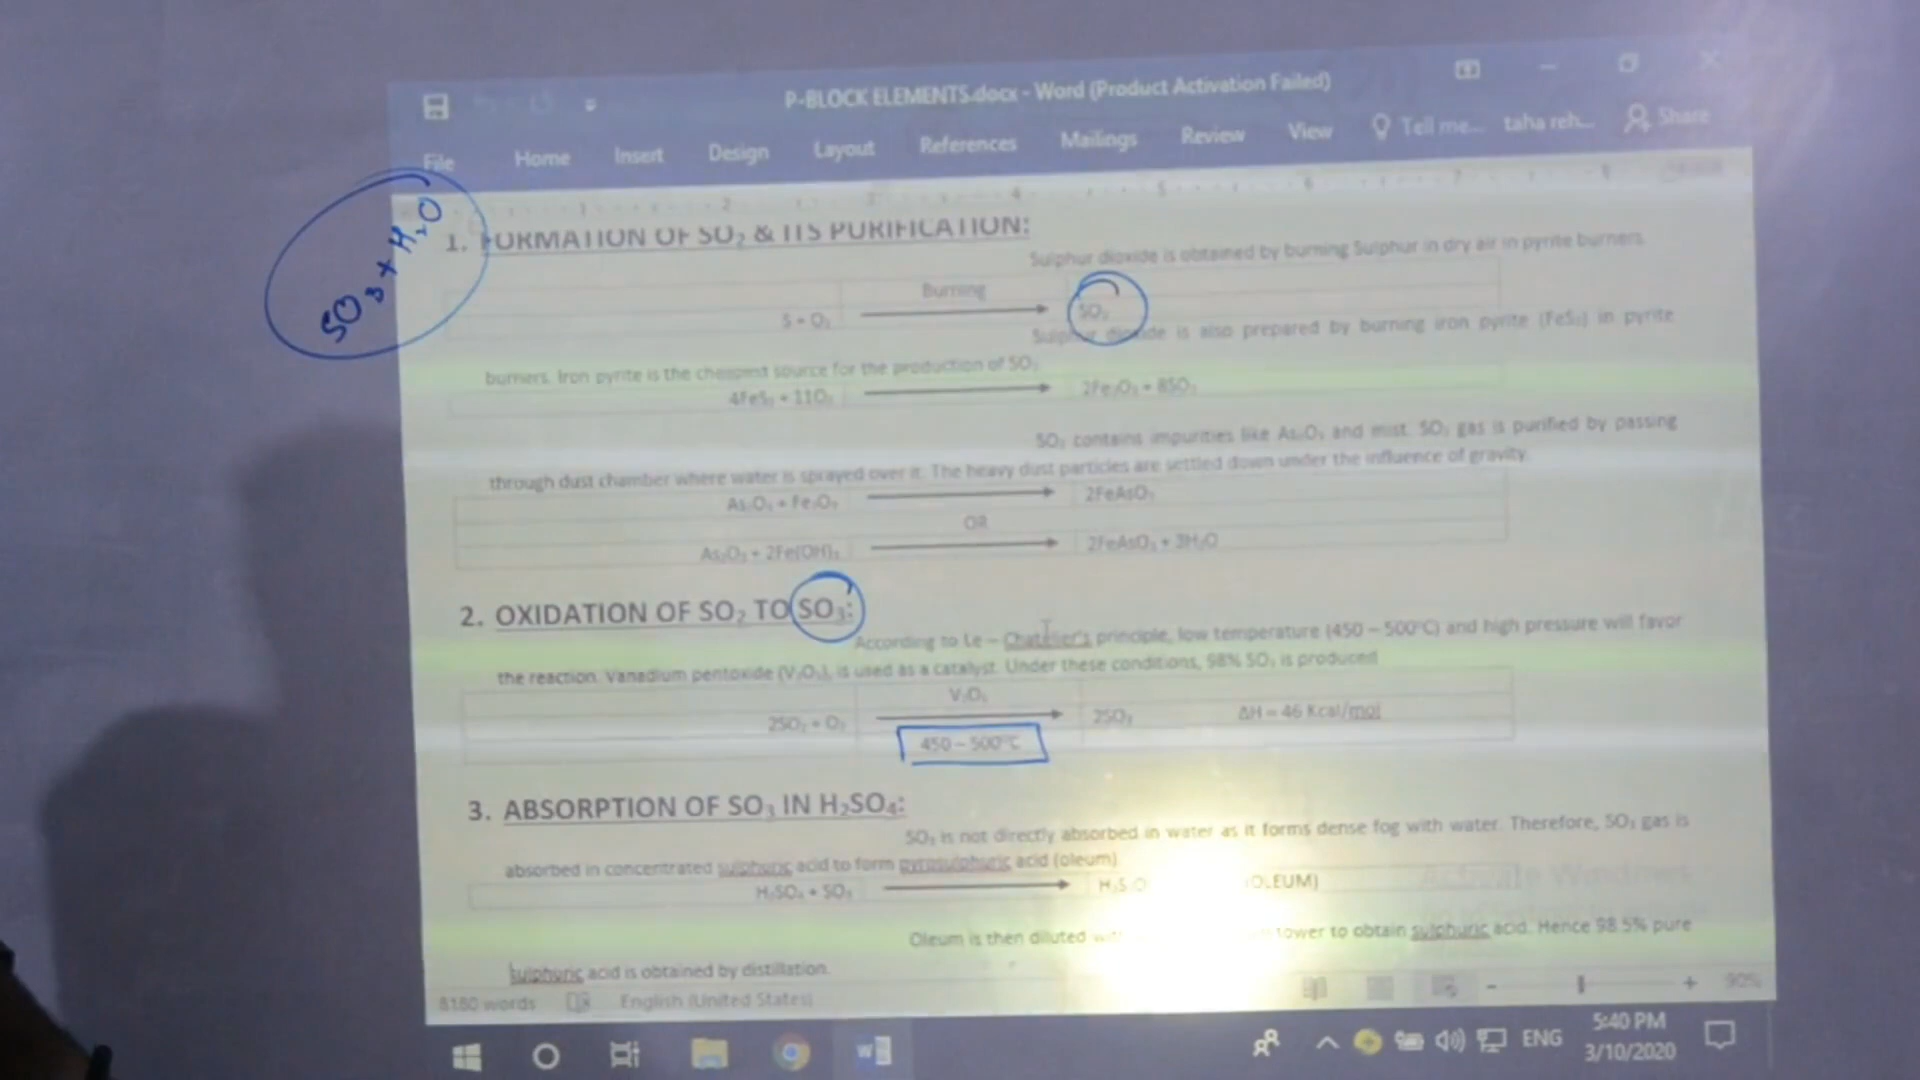 P-BLOCK ELEMENTS.docx - Word (Product Activation Failed)
File Home Insert Design Layout References Mailings Review View Tell me... taha reh... Share
SO3 + H2O
1. FORMATION OF SO₂ & ITS PURIFICATION:
Sulphur dioxide is obtained by burning Sulphur in dry air in pyrite burners.
Burning
S + O₂ → SO₂
Sulphur dioxide is also prepared by burning iron pyrite (FeS₂) in pyrite
burners. Iron pyrite is the cheapest source for the production of SO₂
4FeS₂ + 11O₂ → 2Fe₂O₃ + 8SO₂
SO₂ contains impurities like As₂O₃ and mist. SO₂ gas is purified by passing
through dust chamber where water is sprayed over it. The heavy dust particles are settled down under the influence of gravity.
As₂O₃ + Fe₂O₃ → 2FeAsO₃
OR
As₂O₃ + 2Fe(OH)₃ → 2FeAsO₃ + 3H₂O
2. OXIDATION OF SO₂ TO SO₃:
According to Le – Chatelier's principle, low temperature (450 – 500°C) and high pressure will favor
the reaction. Vanadium pentoxide (V₂O₅), is used as a catalyst. Under these conditions, 98% SO₃ is produced
V₂O₅
2SO₂ + O₂ → 2SO₃ ΔH = 46 Kcal/mol
450 – 500°C
3. ABSORPTION OF SO₃ IN H₂SO₄:
SO₃ is not directly absorbed in water as it forms dense fog with water. Therefore, SO₃ gas is
absorbed in concentrated sulphuric acid to form pyrosulphuric acid (oleum)
H₂SO₄ + SO₃ → H₂S O (OLEUM)
Oleum is then diluted tower to obtain sulphuric acid. Hence 98.5% pure
sulphuric acid is obtained by distillation.
8160 words English (United States) 90%
ENG 5:40 PM
3/10/2020